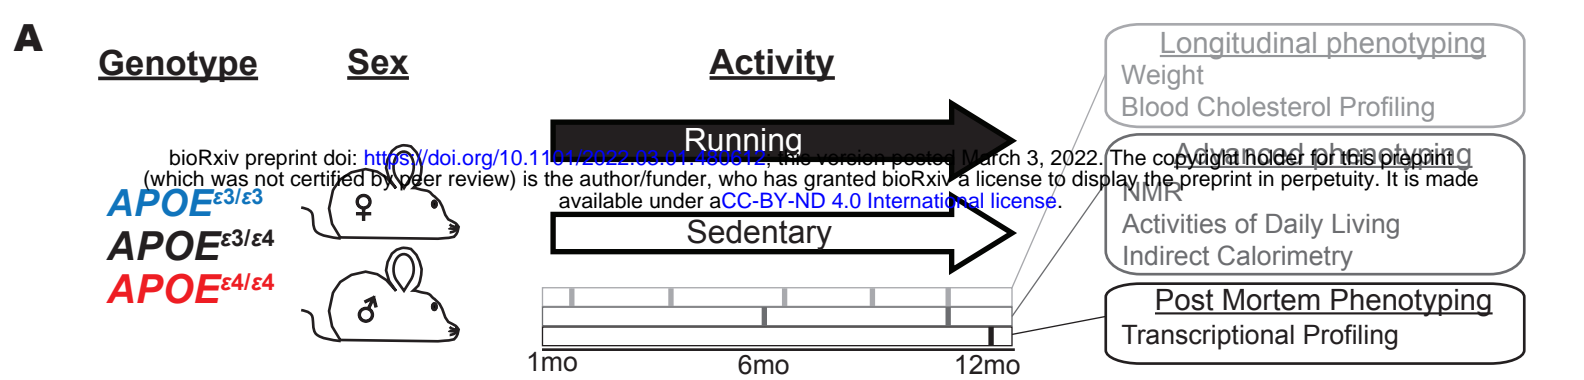 A
Genotype
Sex
Activity
Running
Sedentary
APOEε3/ε3
APOEε3/ε4
APOEε4/ε4
♀
♂
1mo
6mo
12mo
Longitudinal phenotyping
Weight
Blood Cholesterol Profiling
Advanced phenotyping
NMR
Activities of Daily Living
Indirect Calorimetry
Post Mortem Phenotyping
Transcriptional Profiling
bioRxiv preprint doi: https://doi.org/10.1101/2022.03.01.480612; this version posted March 3, 2022. The copyright holder for this preprint
(which was not certified by peer review) is the author/funder, who has granted bioRxiv a license to display the preprint in perpetuity. It is made
available under aCC-BY-ND 4.0 International license.